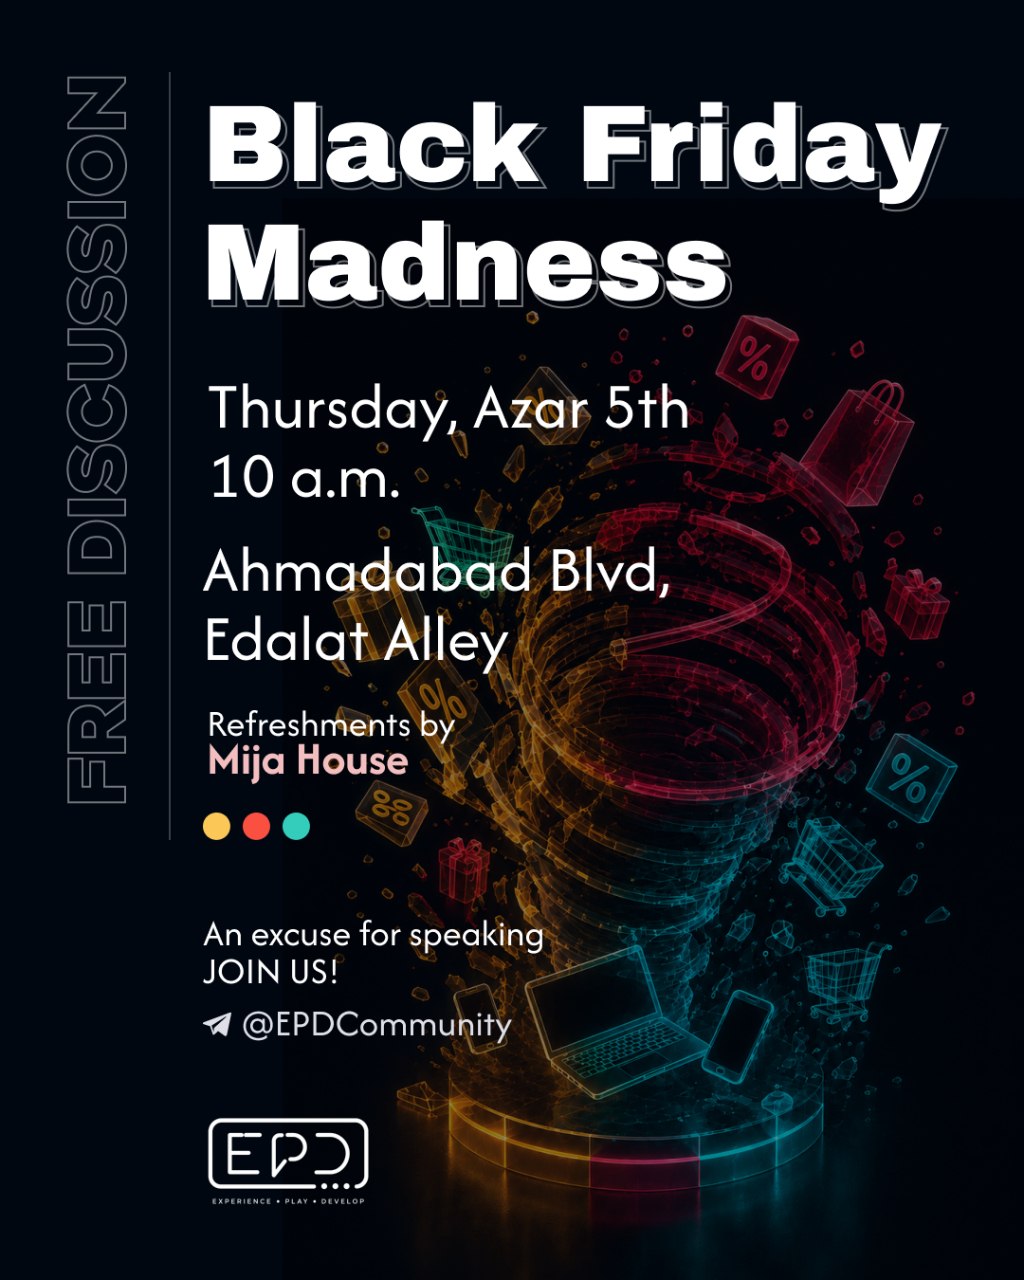 FREE DISCUSSION
Black Friday
Madness
Thursday, Azar 5th
10 a.m.
Ahmadabad Blvd,
Edalat Alley
Refreshments by
Mija House
An excuse for speaking
JOIN US!
@EPDCommunity
EPD
EXPERIENCE • PLAY • DEVELOP
%
%
%
%